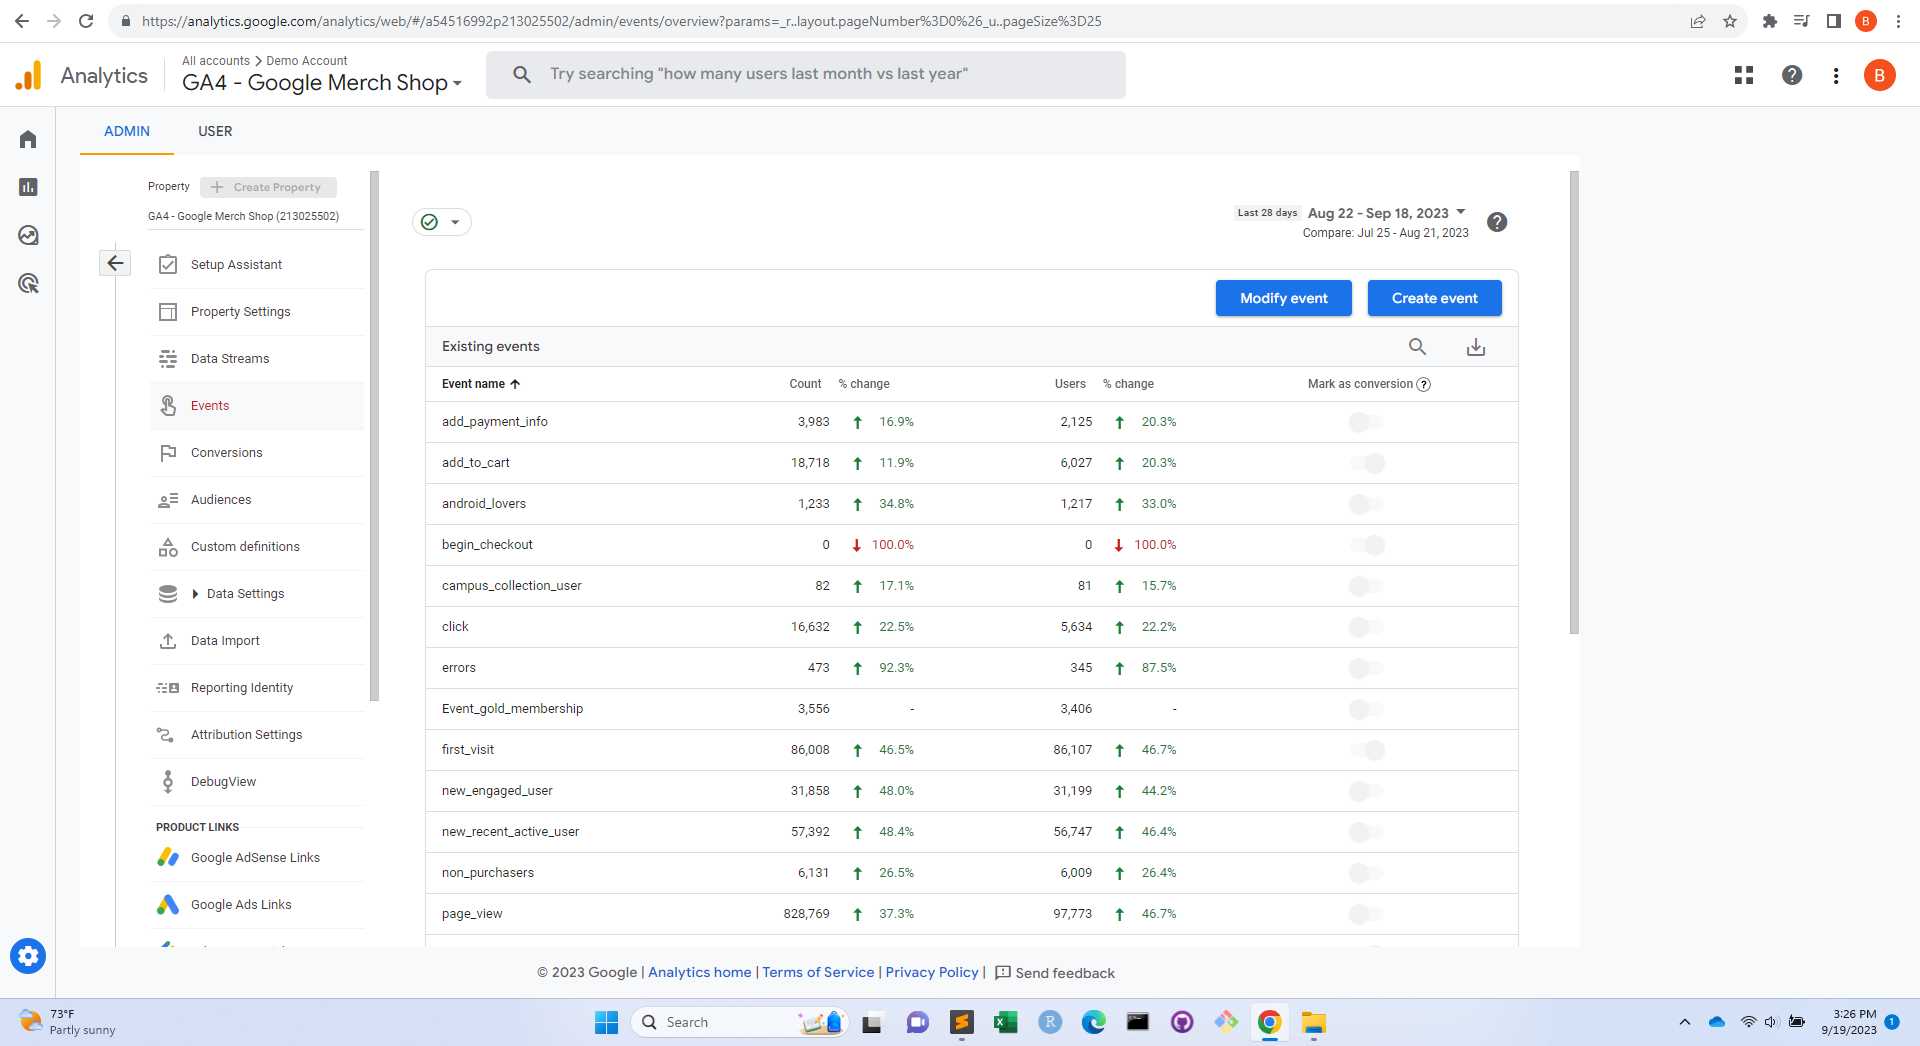 https://analytics.google.com/analytics/web/#/a54516992p213025502/admin/events/overview?params=_r..layout.pageNumber%3D0%26_u..pageSize%3D25
B
Analytics
All accounts > Demo Account
GA4 - Google Merch Shop
Try searching "how many users last month vs last year"
B
ADMIN USER
Property
Create Property
GA4 - Google Merch Shop (213025502)
Setup Assistant
Property Settings
Data Streams
Events
Conversions
Audiences
Custom definitions
Data Settings
Data Import
Reporting Identity
Attribution Settings
DebugView
PRODUCT LINKS
Google AdSense Links
Google Ads Links
Last 28 days Aug 22 - Sep 18, 2023
Compare: Jul 25 - Aug 21, 2023
Modify event Create event
Existing events
Event name Count % change Users % change Mark as conversion
add_payment_info 3,983 16.9% 2,125 20.3%
add_to_cart 18,718 11.9% 6,027 20.3%
android_lovers 1,233 34.8% 1,217 33.0%
begin_checkout 0 100.0% 0 100.0%
campus_collection_user 82 17.1% 81 15.7%
click 16,632 22.5% 5,634 22.2%
errors 473 92.3% 345 87.5%
Event_gold_membership 3,556 - 3,406 -
first_visit 86,008 46.5% 86,107 46.7%
new_engaged_user 31,858 48.0% 31,199 44.2%
new_recent_active_user 57,392 48.4% 56,747 46.4%
non_purchasers 6,131 26.5% 6,009 26.4%
page_view 828,769 37.3% 97,773 46.7%
© 2023 Google | Analytics home | Terms of Service | Privacy Policy | Send feedback
73°F
Partly sunny
Search
R
3:26 PM
9/19/2023
1